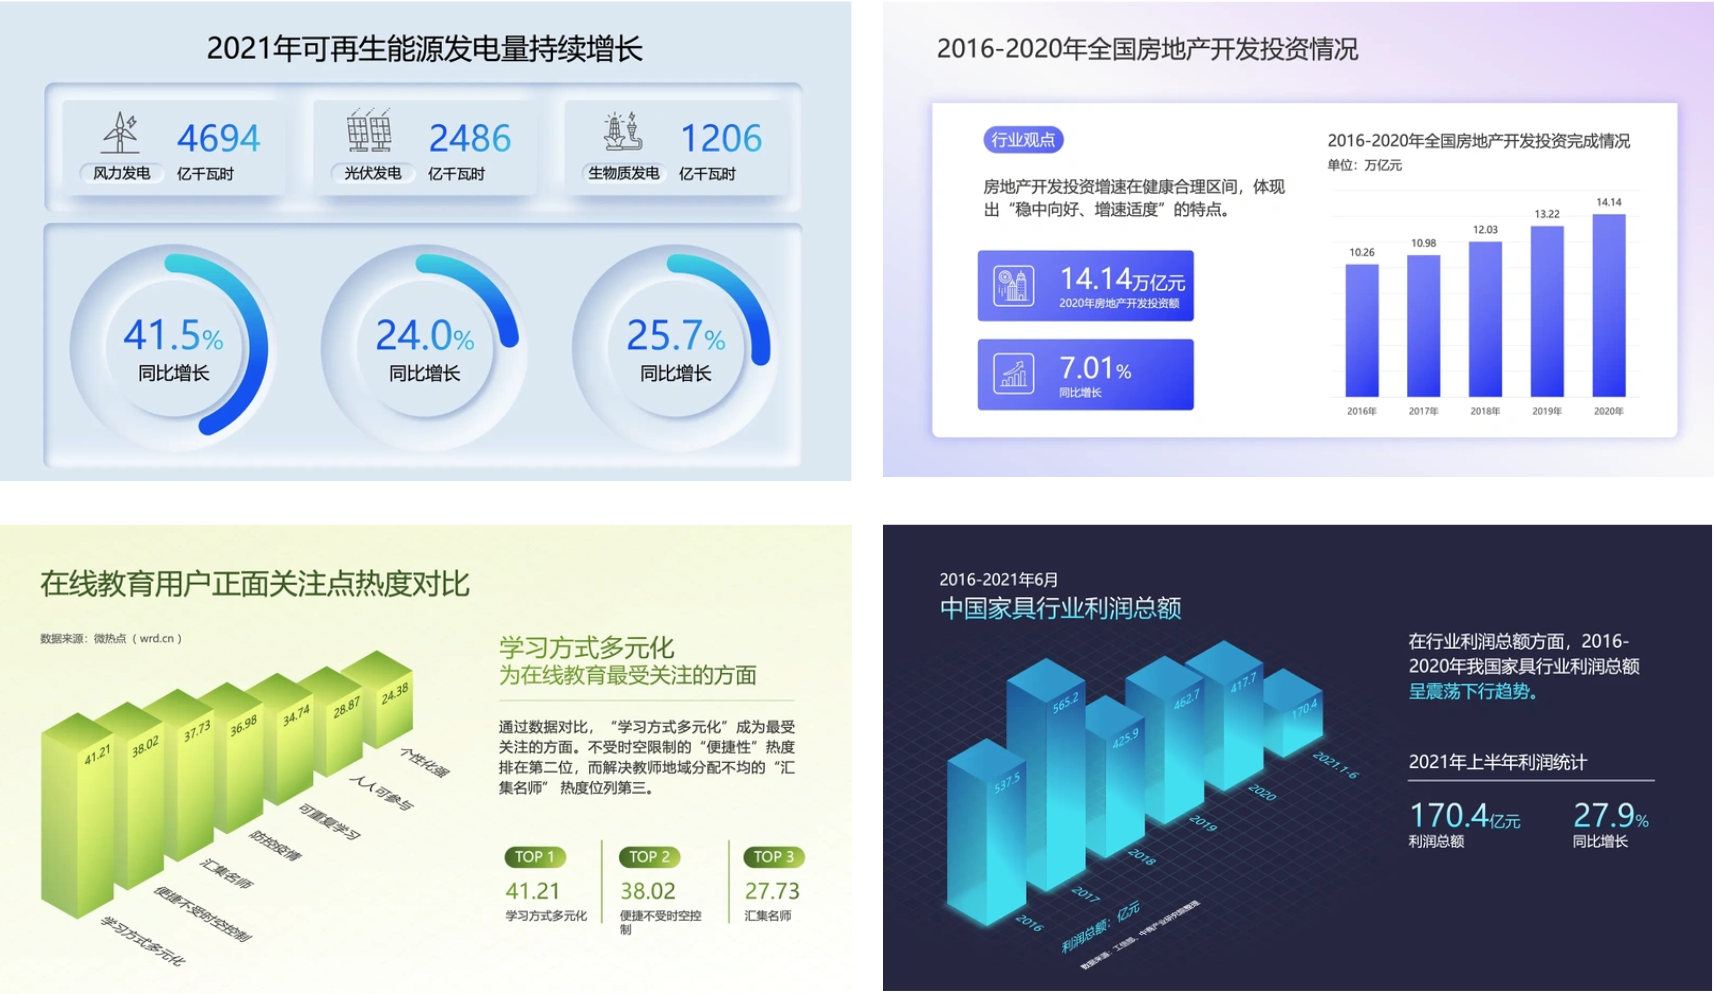 2021年可再生能源发电量持续增长
4694
风力发电 亿千瓦时
2486
光伏发电 亿千瓦时
1206
生物质发电 亿千瓦时
41.5%
同比增长
24.0%
同比增长
25.7%
同比增长
2016-2020年全国房地产开发投资情况
行业观点
房地产开发投资增速在健康合理区间，体现
出“稳中向好、增速适度”的特点。
14.14万亿元
2020年房地产开发投资额
7.01%
同比增长
2016-2020年全国房地产开发投资完成情况
单位：万亿元
10.26
10.98
12.03
13.22
14.14
2016年
2017年
2018年
2019年
2020年
在线教育用户正面关注点热度对比
数据来源：微热点（wrd.cn）
41.21
38.02
37.73
36.98
34.74
28.87
24.38
学习方式多元化
便捷不受时空控制
汇集名师
防控疫情
可重复学习
人人可参与
个性化强
学习方式多元化
为在线教育最受关注的方面
通过数据对比，“学习方式多元化”成为最受
关注的方面。不受时空限制的“便捷性”热度
排在第二位，而解决教师地域分配不均的“汇
集名师” 热度位列第三。
TOP 1
41.21
学习方式多元化
TOP 2
38.02
便捷不受时空控
制
TOP 3
27.73
汇集名师
2016-2021年6月
中国家具行业利润总额
537.5
565.2
425.9
462.7
417.7
170.4
2016
2017
2018
2019
2020
2021.1-6
利润总额：亿元
数据来源：工信部、中商产业研究院整理
在行业利润总额方面，2016-
2020年我国家具行业利润总额
呈震荡下行趋势。
2021年上半年利润统计
170.4亿元
利润总额
27.9%
同比增长